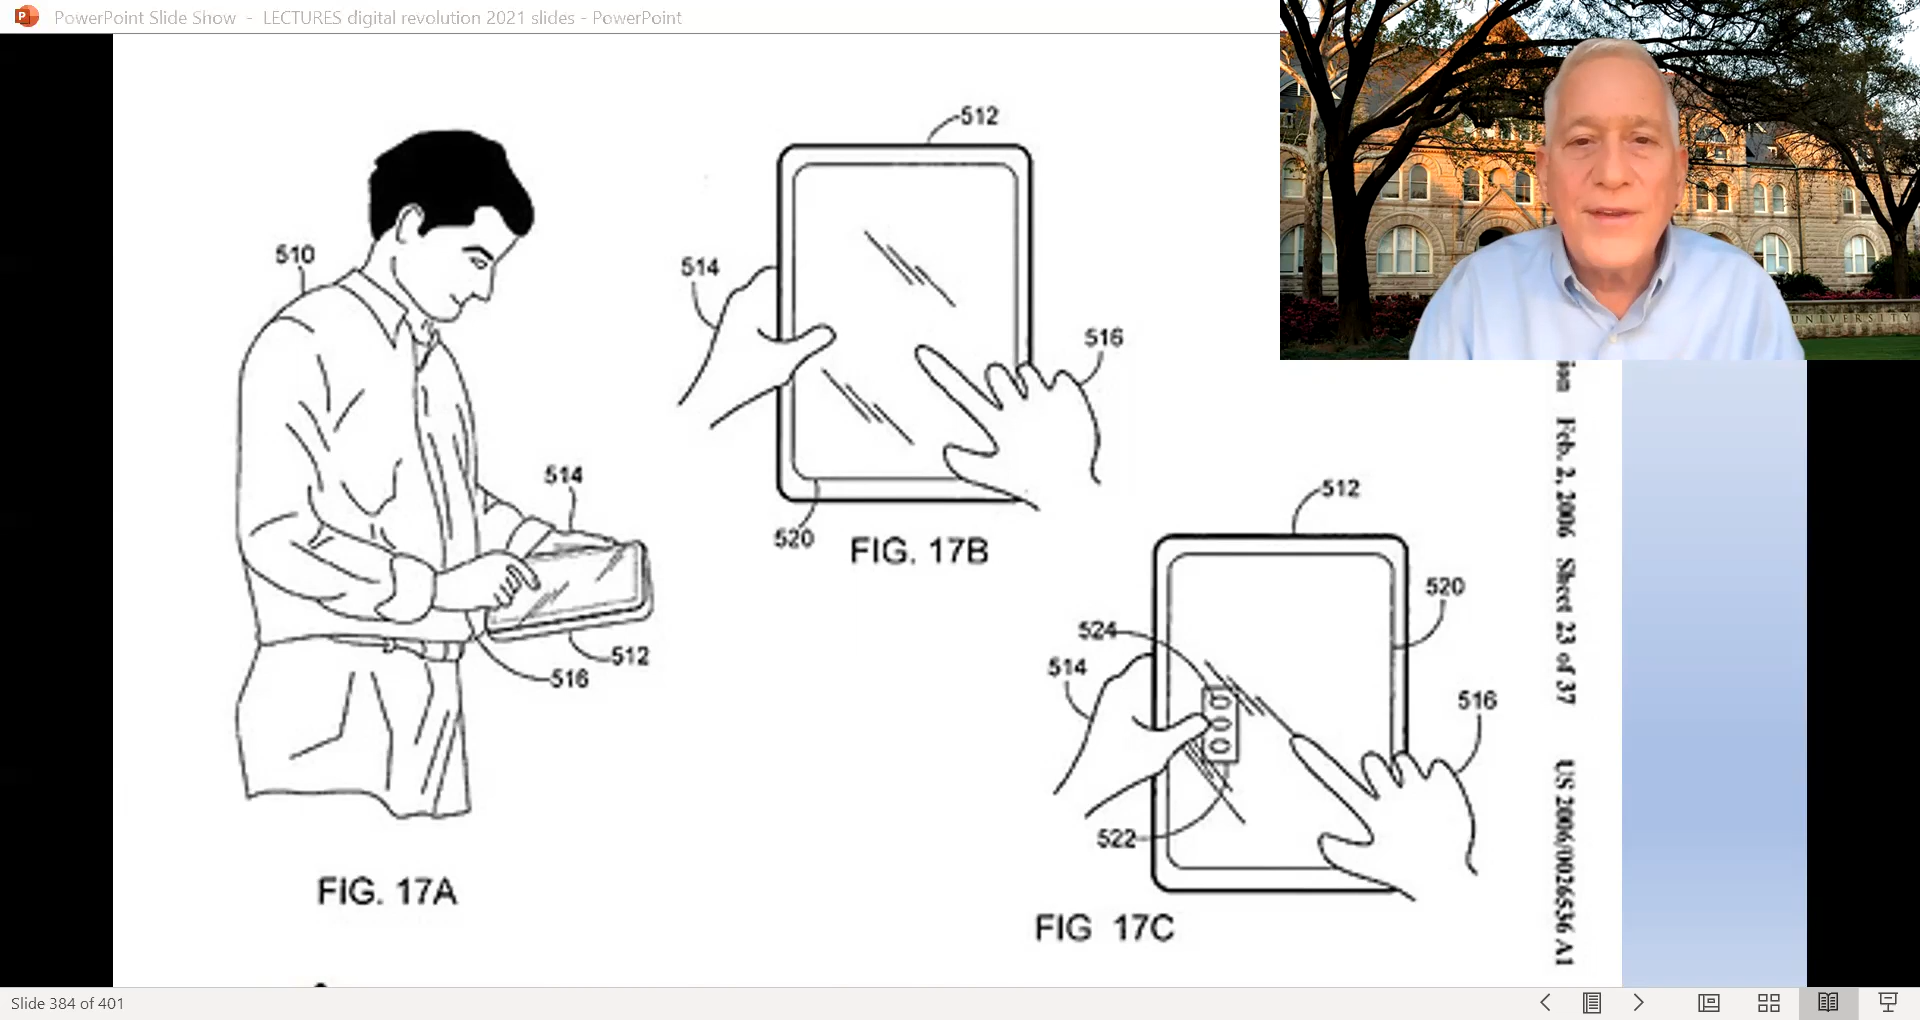 P
PowerPoint Slide Show - LECTURES digital revolution 2021 slides - PowerPoint
510
514
512
516
FIG. 17A
512
514
516
520
FIG. 17B
512
520
524
514
516
522
FIG 17C
ion Feb. 2, 2006 Sheet 23 of 37 US 2006/0026536 A1
UNIVERSITY
Slide 384 of 401